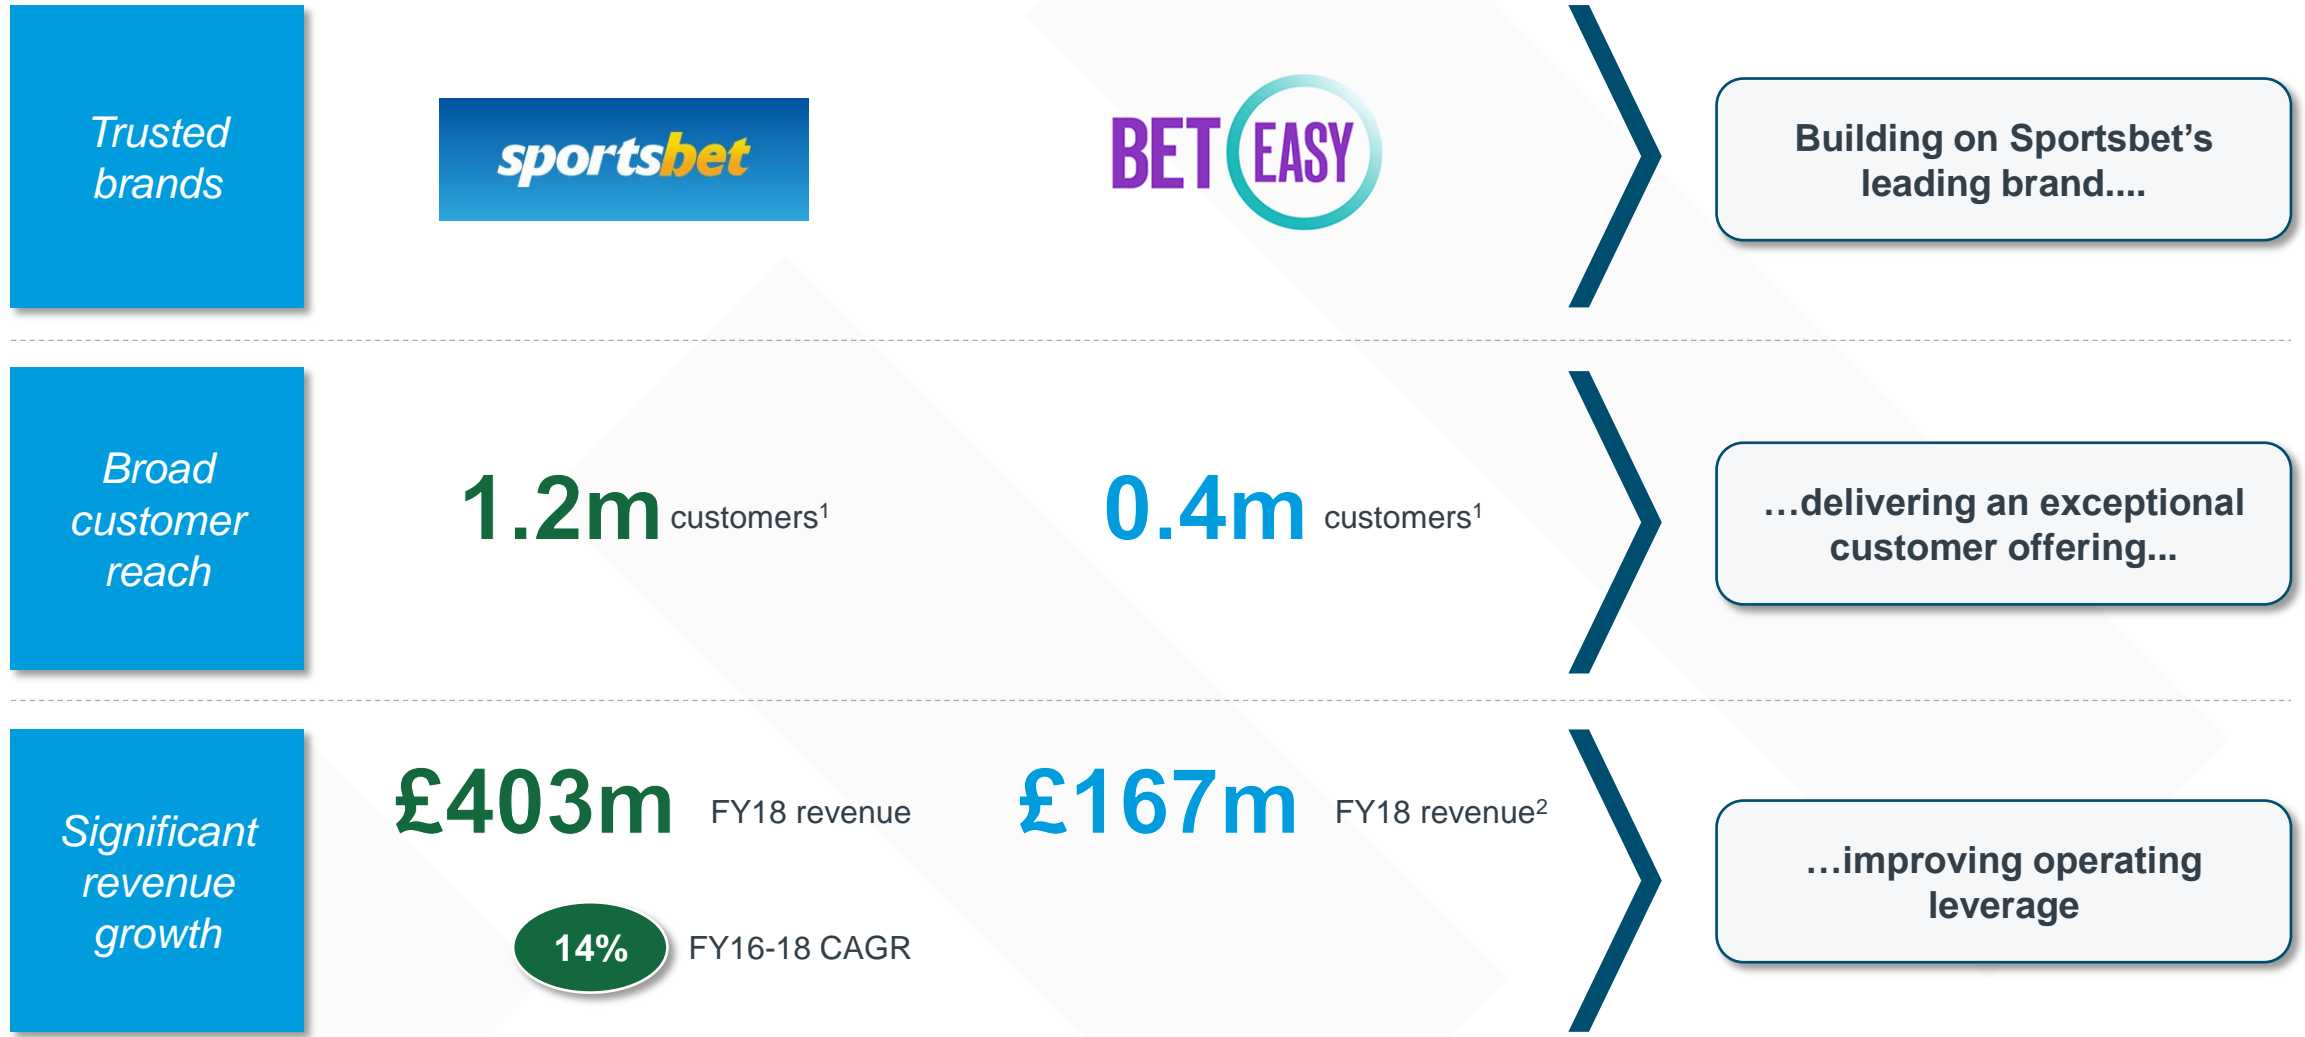 Trusted
brands
sportsbet
BET EASY
Building on Sportsbet’s
leading brand....
Broad
customer
reach
1.2m customers¹
0.4m customers¹
…delivering an exceptional
customer offering...
Significant
revenue
growth
£403m FY18 revenue
£167m FY18 revenue²
14% FY16-18 CAGR
…improving operating
leverage